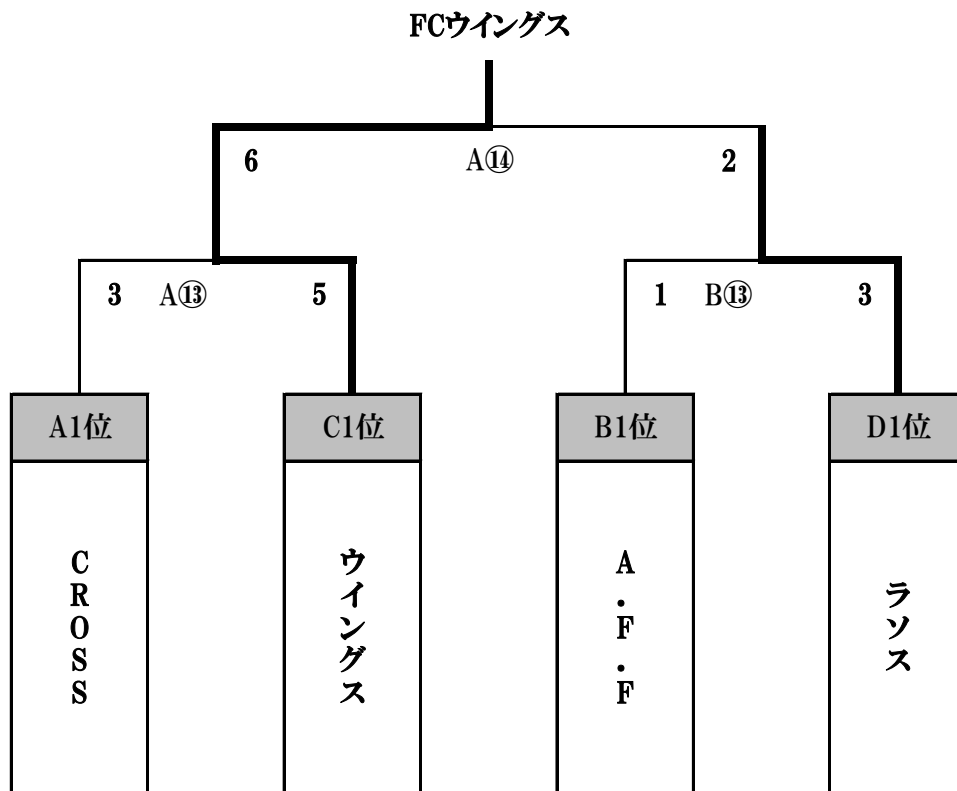 FCウイングス
6 A⑭ 2
3 A⑬ 5 1 B⑬ 3
A1位 C1位 B1位 D1位
CROSS
ウイングス
A.F.F
ラソス